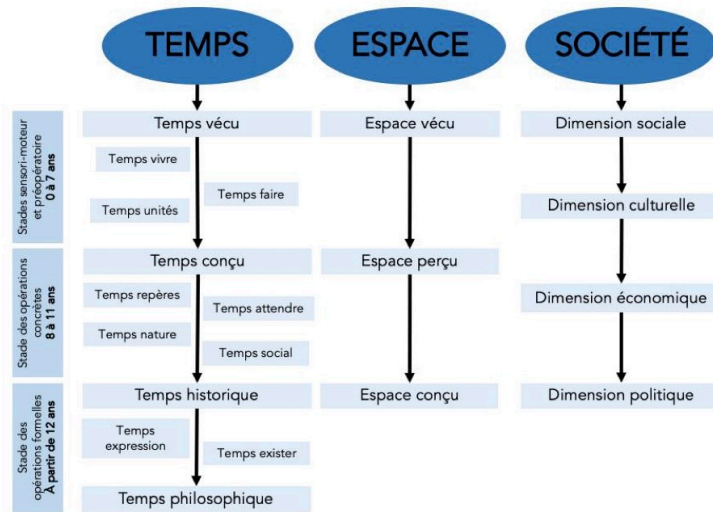 TEMPS
ESPACE
SOCIÉTÉ
Stades sensori-moteur
et préopératoire
0 à 7 ans
Temps vécu
Espace vécu
Dimension sociale
Temps vivre
Temps faire
Temps unités
Dimension culturelle
Stade des opérations
concrètes
8 à 11 ans
Temps conçu
Espace perçu
Temps repères
Temps attendre
Dimension économique
Temps nature
Temps social
Stade des
opérations formelles
À partir de 12 ans
Temps historique
Espace conçu
Dimension politique
Temps
expression
Temps exister
Temps philosophique